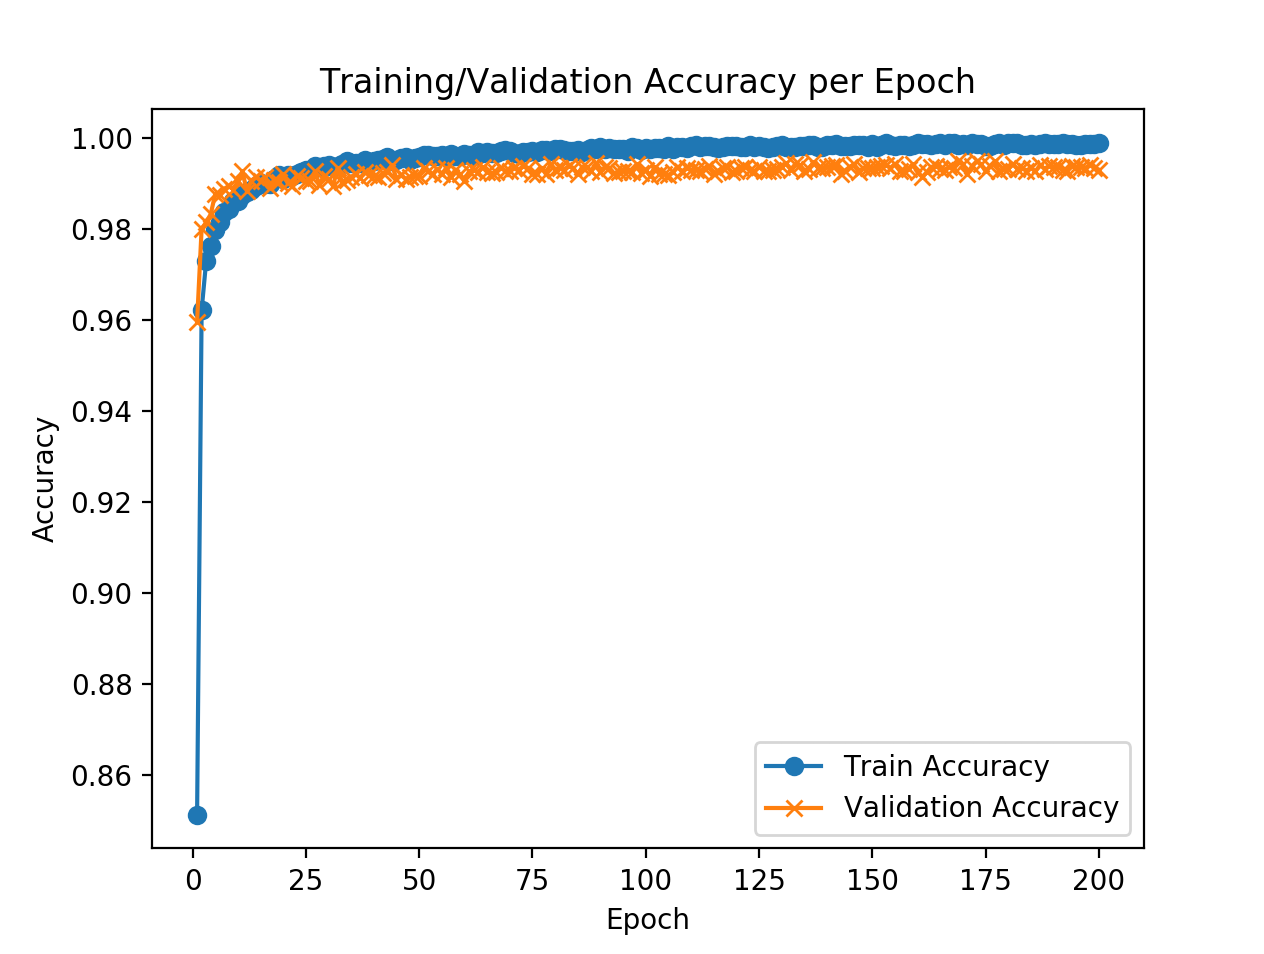 Training/Validation Accuracy per Epoch
1.00
0.98
0.96
0.94
0.92
0.90
0.88
0.86
Accuracy
Train Accuracy
Validation Accuracy
0 25 50 75 100 125 150 175 200
Epoch